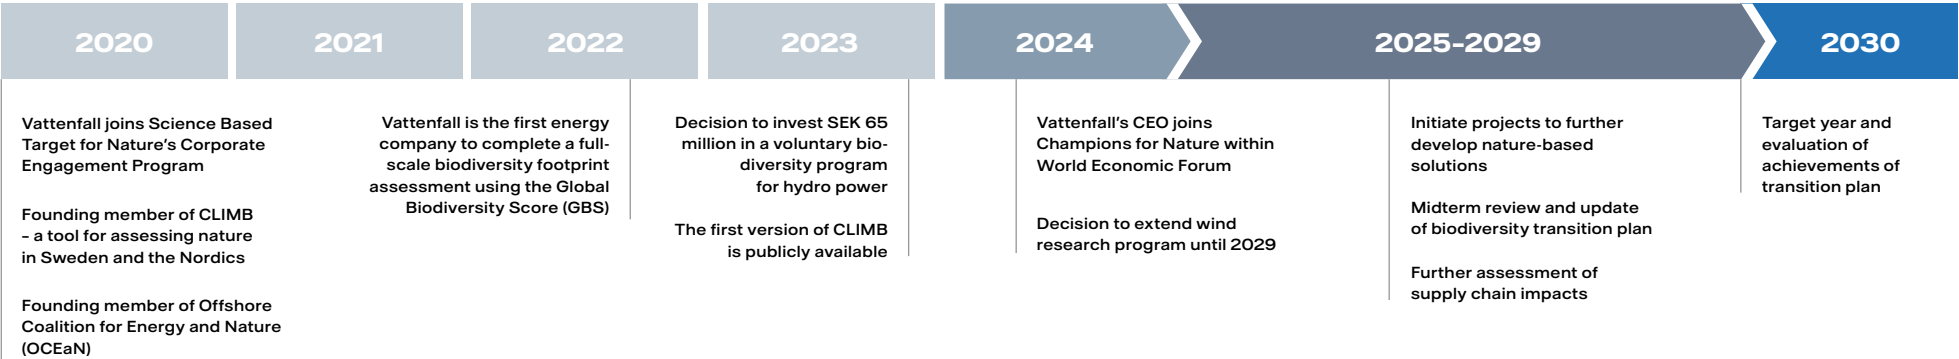 2020
2021
2022
2023
2024
2025-2029
2030
Vattenfall joins Science Based
Target for Nature's Corporate
Engagement Program
Founding member of CLIMB
– a tool for assessing nature
in Sweden and the Nordics
Founding member of Offshore
Coalition for Energy and Nature
(OCEaN)
Vattenfall is the first energy
company to complete a full-
scale biodiversity footprint
assessment using the Global
Biodiversity Score (GBS)
Decision to invest SEK 65
million in a voluntary bio-
diversity program
for hydro power
The first version of CLIMB
is publicly available
Vattenfall's CEO joins
Champions for Nature within
World Economic Forum
Decision to extend wind
research program until 2029
Initiate projects to further
develop nature-based
solutions
Midterm review and update
of biodiversity transition plan
Further assessment of
supply chain impacts
Target year and
evaluation of
achievements of
transition plan